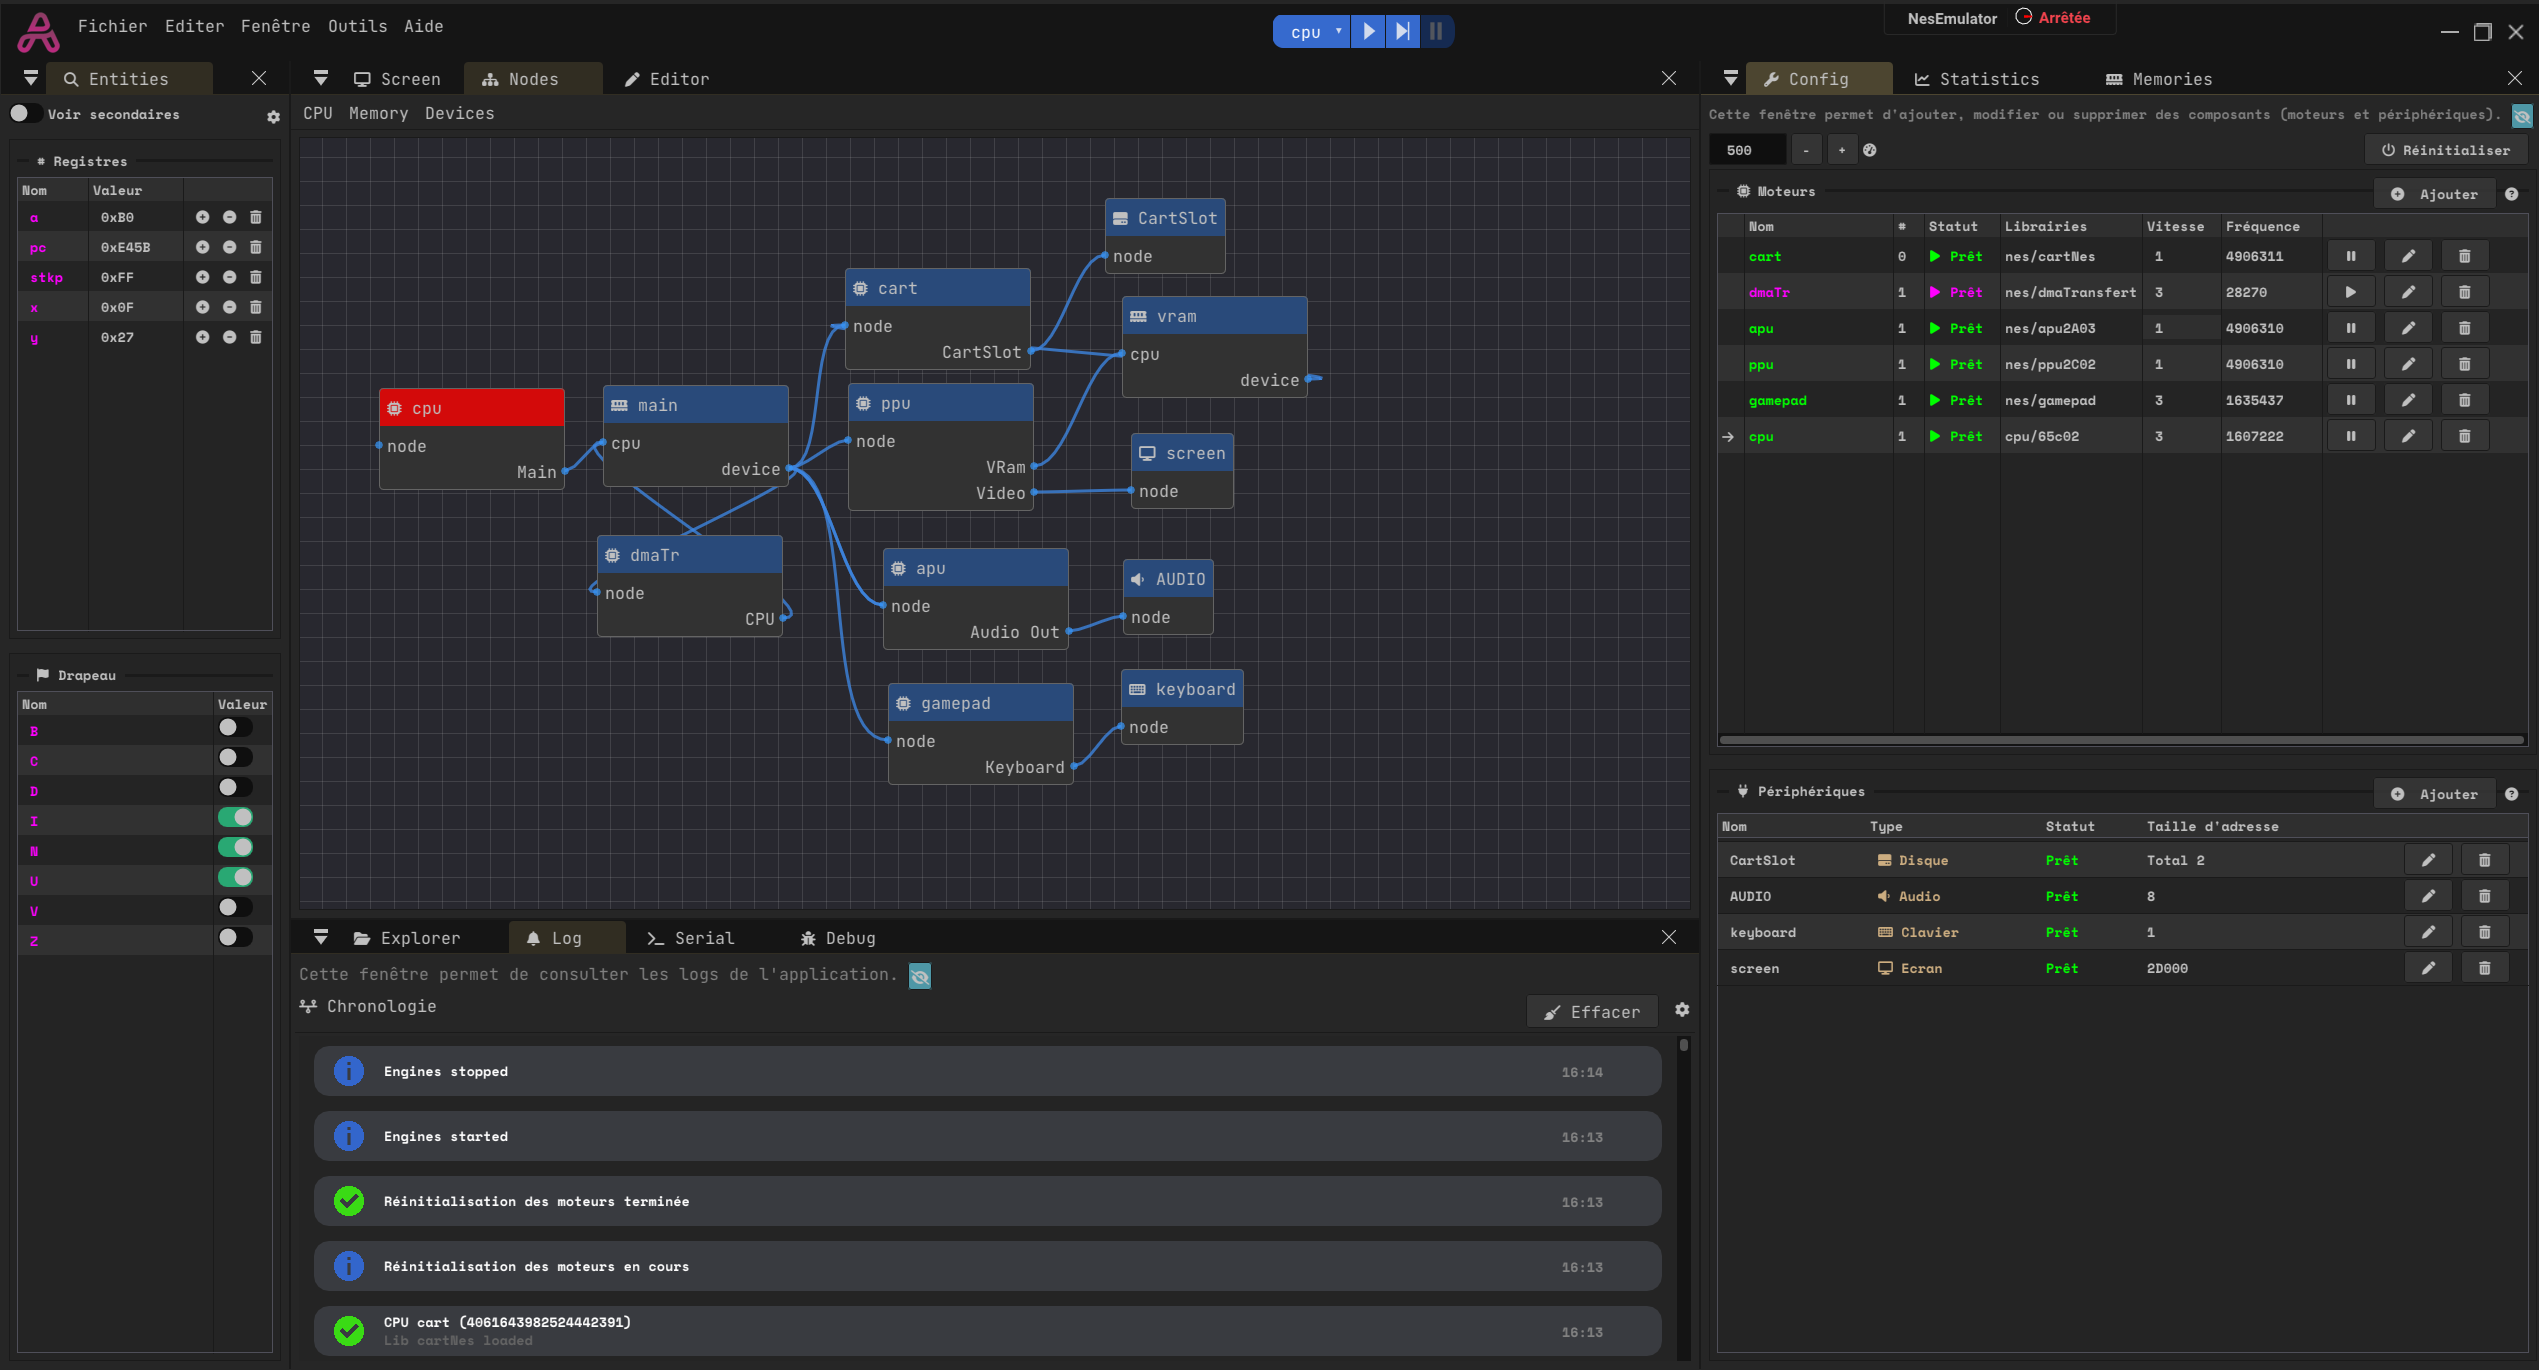 Fichier Editer Fenêtre Outils Aide
cpu
NesEmulator Arrêtée
Entities
Voir secondaires
# Registres
Nom Valeur
a 0xB0
pc 0xE45B
stkp 0xFF
x 0x0F
y 0x27
Drapeau
Nom Valeur
B
C
D
I
N
U
V
Z
Screen Nodes Editor
CPU Memory Devices
CartSlot
node
cart
node
CartSlot
vram
cpu
device
cpu
node
Main
main
cpu
device
ppu
node
VRam
Video
screen
node
dmaTr
node
CPU
apu
node
Audio Out
AUDIO
node
gamepad
node
Keyboard
keyboard
node
Explorer Log Serial Debug
Cette fenêtre permet de consulter les logs de l'application.
Chronologie
Effacer
Engines stopped 16:14
Engines started 16:13
Réinitialisation des moteurs terminée 16:13
Réinitialisation des moteurs en cours 16:13
CPU cart (4061643982524442391)
Lib cartNes loaded
16:13
Config Statistics Memories
Cette fenêtre permet d'ajouter, modifier ou supprimer des composants (moteurs et périphériques).
500 - +
Réinitialiser
Moteurs
Ajouter
Nom # Statut Librairies Vitesse Fréquence
cart 0 Prêt nes/cartNes 1 4906311
dmaTr 1 Prêt nes/dmaTransfert 3 28270
apu 1 Prêt nes/apu2A03 1 4906310
ppu 1 Prêt nes/ppu2C02 1 4906310
gamepad 1 Prêt nes/gamepad 3 1635437
cpu 1 Prêt cpu/65c02 3 1607222
Périphériques
Ajouter
Nom Type Statut Taille d'adresse
CartSlot Disque Prêt Total 2
AUDIO Audio Prêt 8
keyboard Clavier Prêt 1
screen Ecran Prêt 2D000